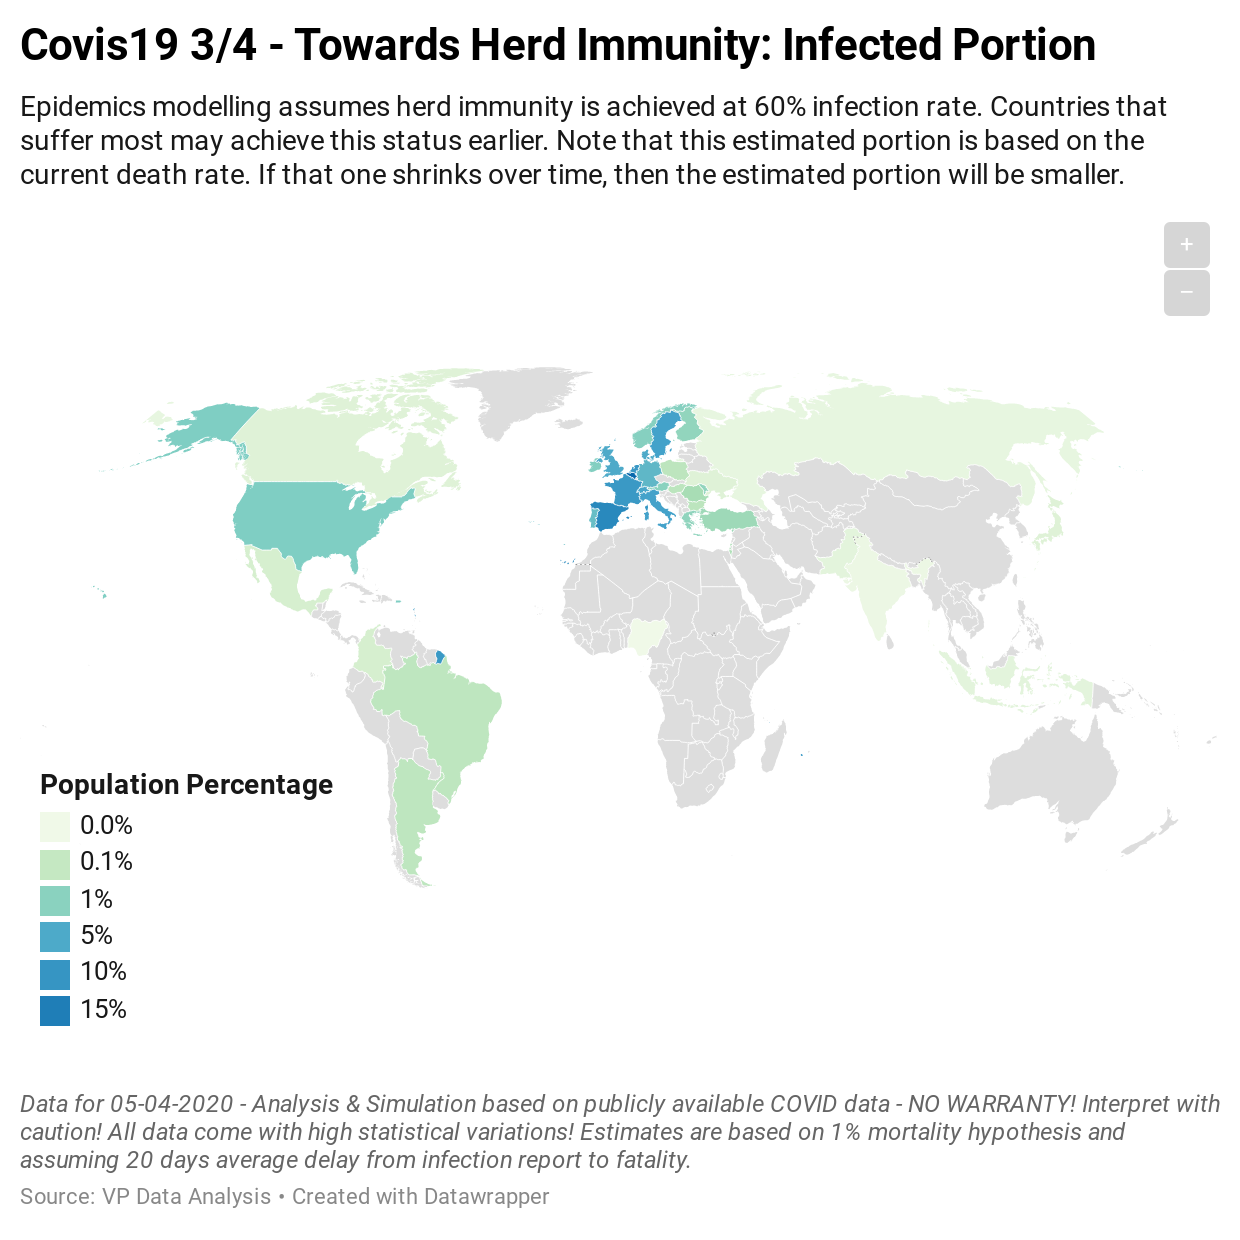 Covis19 3/4 - Towards Herd Immunity: Infected Portion
Epidemics modelling assumes herd immunity is achieved at 60% infection rate. Countries that
suffer most may achieve this status earlier. Note that this estimated portion is based on the
current death rate. If that one shrinks over time, then the estimated portion will be smaller.
+
−
Population Percentage
0.0%
0.1%
1%
5%
10%
15%
Data for 05-04-2020 - Analysis & Simulation based on publicly available COVID data - NO WARRANTY! Interpret with
caution! All data come with high statistical variations! Estimates are based on 1% mortality hypothesis and
assuming 20 days average delay from infection report to fatality.
Source: VP Data Analysis • Created with Datawrapper